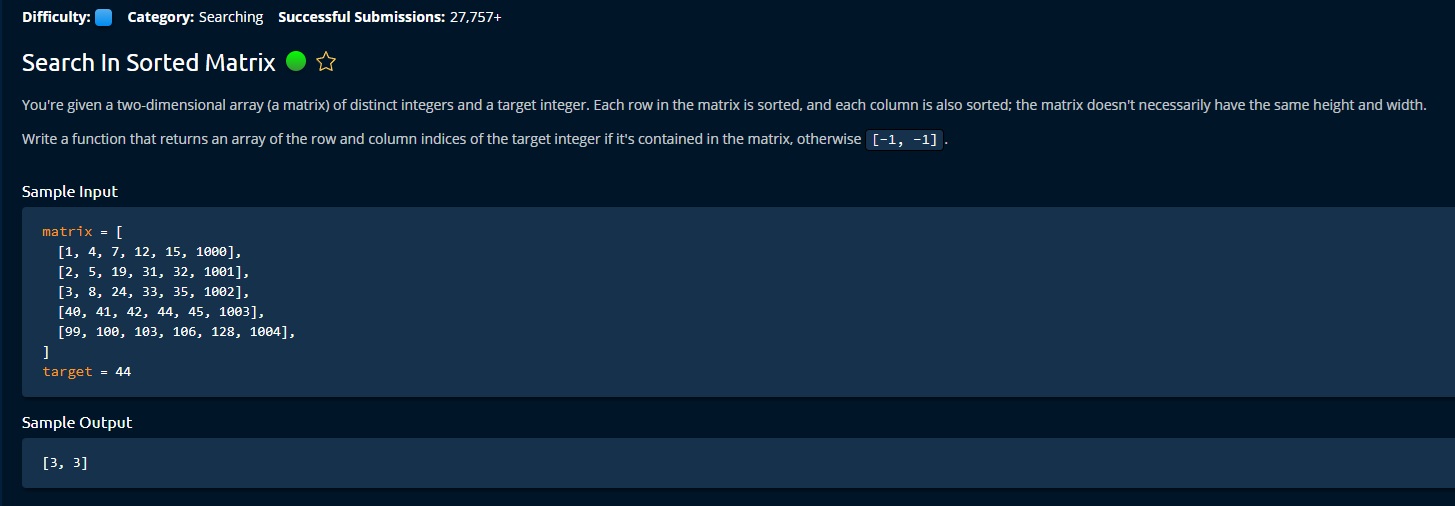 Difficulty: Category: Searching Successful Submissions: 27,757+
Search In Sorted Matrix
You're given a two-dimensional array (a matrix) of distinct integers and a target integer. Each row in the matrix is sorted, and each column is also sorted; the matrix doesn't necessarily have the same height and width.
Write a function that returns an array of the row and column indices of the target integer if it's contained in the matrix, otherwise [-1, -1] .
Sample Input
matrix = [
  [1, 4, 7, 12, 15, 1000],
  [2, 5, 19, 31, 32, 1001],
  [3, 8, 24, 33, 35, 1002],
  [40, 41, 42, 44, 45, 1003],
  [99, 100, 103, 106, 128, 1004],
]
target = 44
Sample Output
[3, 3]